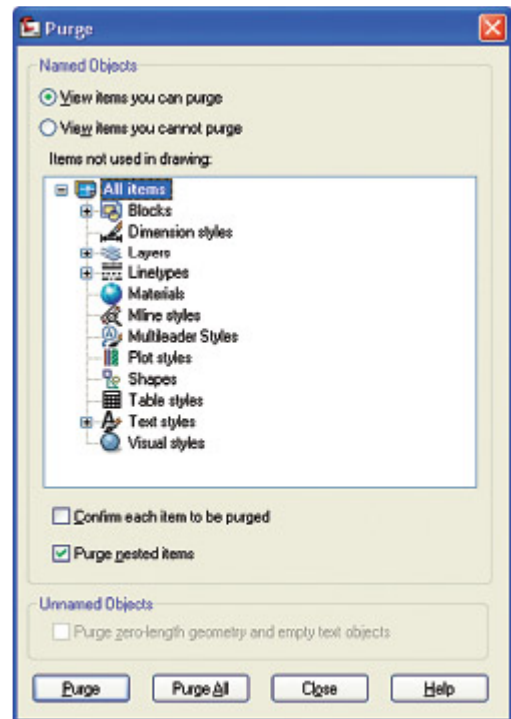 Purge
Named Objects
View items you can purge
View items you cannot purge
Items not used in drawing:
All items
Blocks
Dimension styles
Layers
Linetypes
Materials
Mline styles
Multileader Styles
Plot styles
Shapes
Table styles
Text styles
Visual styles
Confirm each item to be purged
Purge nested items
Unnamed Objects
Purge zero-length geometry and empty text objects
Purge Purge All Close Help